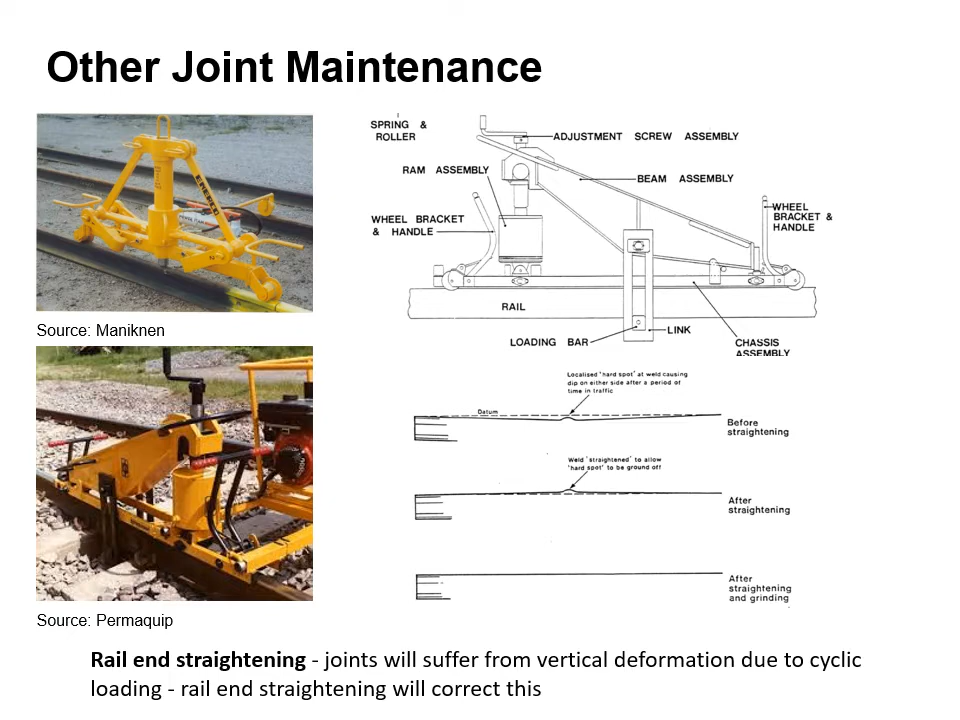 Other Joint Maintenance
SPRING &
ROLLER
ADJUSTMENT SCREW ASSEMBLY
RAM ASSEMBLY
BEAM ASSEMBLY
WHEEL BRACKET
& HANDLE
WHEEL
BRACKET &
HANDLE
RAIL
LOADING BAR
LINK
CHASSIS
ASSEMBLY
Source: Maniknen
Localised 'hard spot' at weld causing
dip on either side after a period of
time in traffic
Datum
Before
straightening
Weld 'straightened' to allow
'hard spot' to be ground off
After
straightening
After
straightening
and grinding
Source: Permaquip
Rail end straightening - joints will suffer from vertical deformation due to cyclic
loading - rail end straightening will correct this